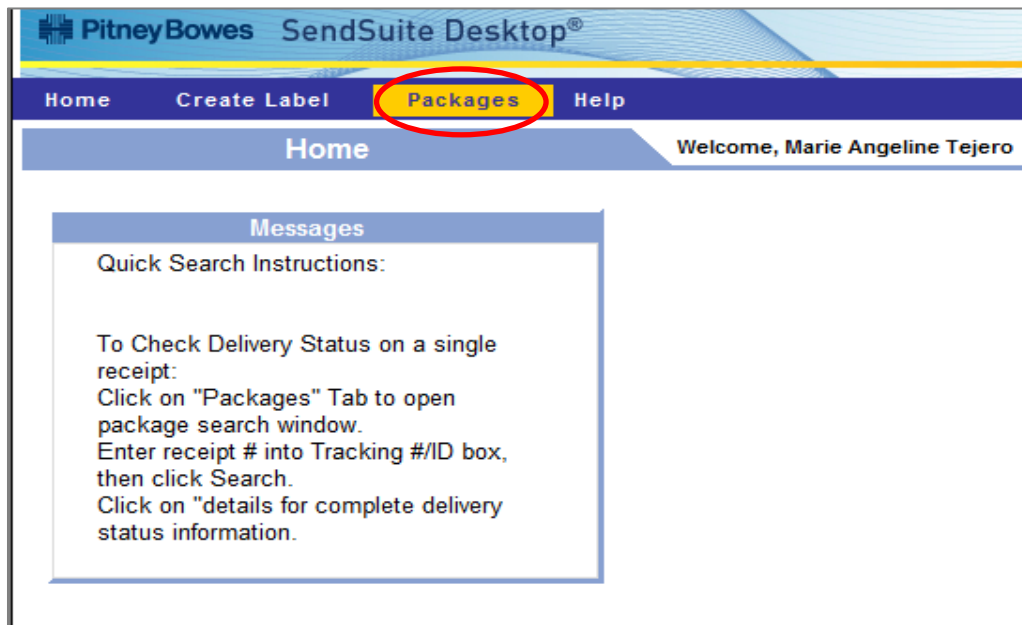 PitneyBowes SendSuite Desktop®
Home Create Label Packages Help
Home Welcome, Marie Angeline Tejero
Messages
Quick Search Instructions:
To Check Delivery Status on a single
receipt:
Click on "Packages" Tab to open
package search window.
Enter receipt # into Tracking #/ID box,
then click Search.
Click on "details for complete delivery
status information.